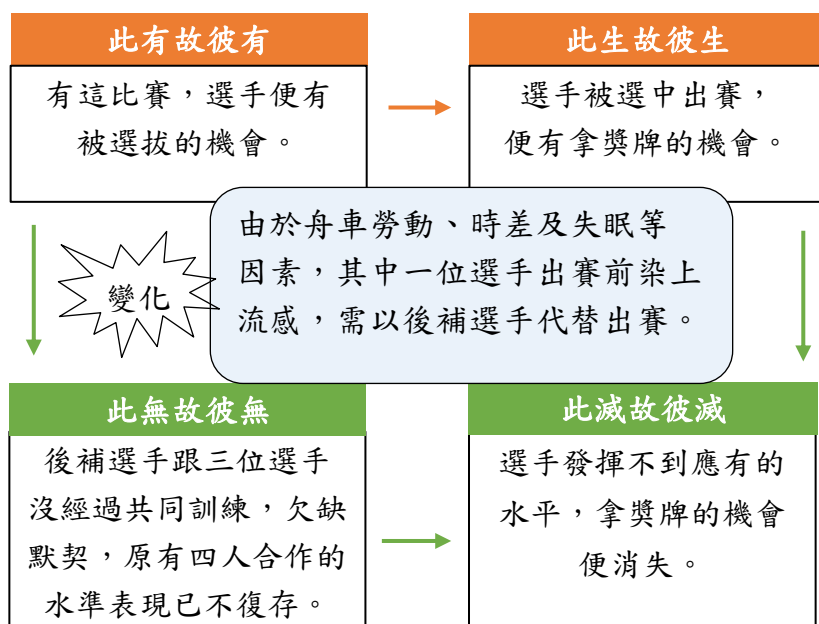 此有故彼有
有這比賽，選手便有
被選拔的機會。
此生故彼生
選手被選中出賽，
便有拿獎牌的機會。
變化
由於舟車勞動、時差及失眠等
因素，其中一位選手出賽前染上
流感，需以後補選手代替出賽。
此無故彼無
後補選手跟三位選手
沒經過共同訓練，欠缺
默契，原有四人合作的
水準表現已不復存。
此滅故彼滅
選手發揮不到應有的
水平，拿獎牌的機會
便消失。